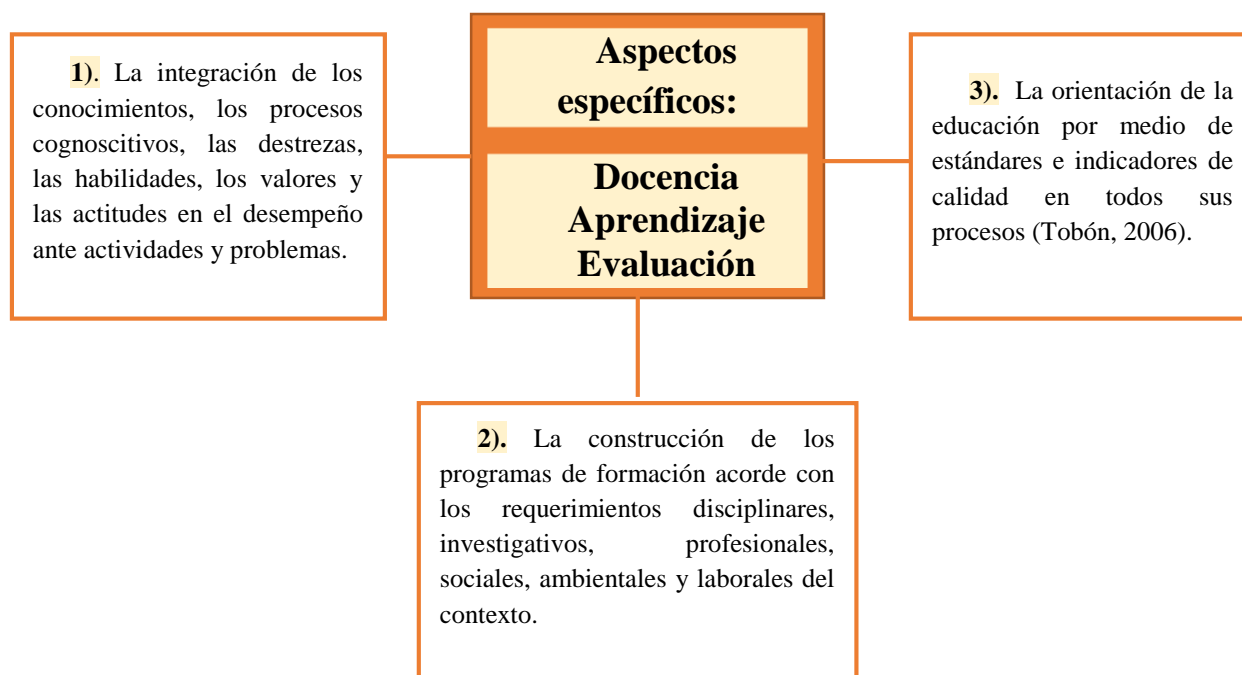 Aspectos
específicos:
Docencia
Aprendizaje
Evaluación
1). La integración de los
conocimientos, los procesos
cognoscitivos, las destrezas,
las habilidades, los valores y
las actitudes en el desempeño
ante actividades y problemas.
2). La construcción de los
programas de formación acorde con
los requerimientos disciplinares,
investigativos, profesionales,
sociales, ambientales y laborales del
contexto.
3). La orientación de la
educación por medio de
estándares e indicadores de
calidad en todos sus
procesos (Tobón, 2006).